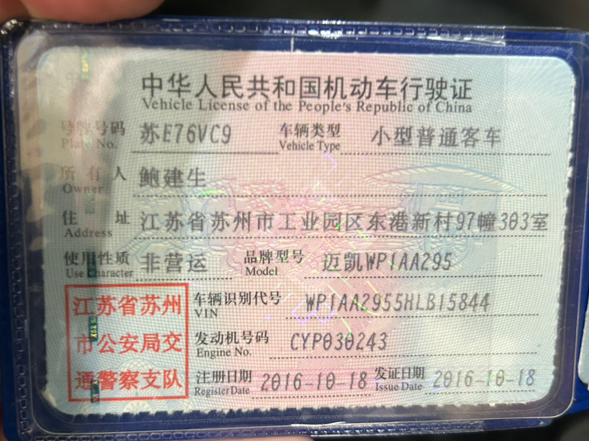 中华人民共和国机动车行驶证
Vehicle License of the People's Republic of China
号牌号码 苏E76VC9 车辆类型 小型普通客车
Plate No. Vehicle Type
所有人 鲍建生
Owner
住址 江苏省苏州市工业园区东港新村97幢303室
Address
使用性质 非营运 品牌型号 迈凯WP1AA295
Use Character Model
江苏省苏州 车辆识别代号 WP1AA2955HLB15844
VIN
市公安局交 发动机号码 CYP030243
Engine No.
通警察支队 注册日期 2016-10-18 发证日期 2016-10-18
Register Date Issue Date